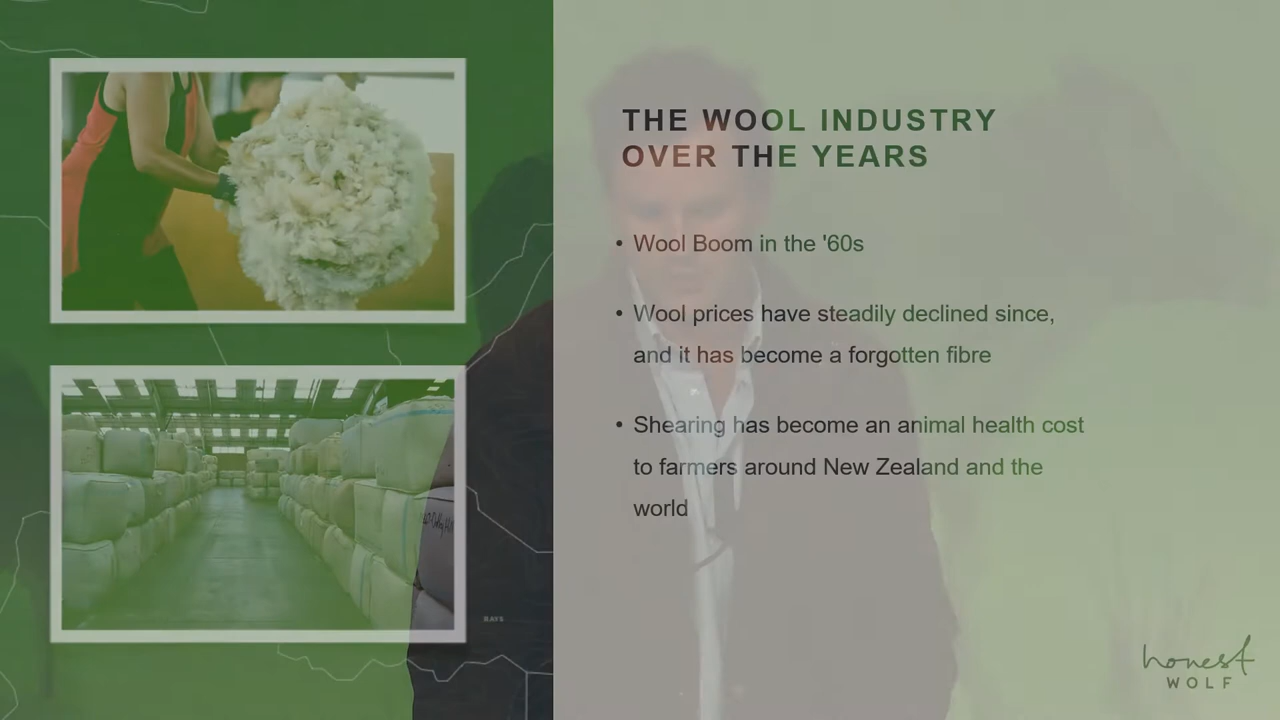 THE WOOL INDUSTRY
OVER THE YEARS
• Wool Boom in the '60s
• Wool prices have steadily declined since,
and it has become a forgotten fibre
• Shearing has become an animal health cost
to farmers around New Zealand and the
world
honest
WOLF